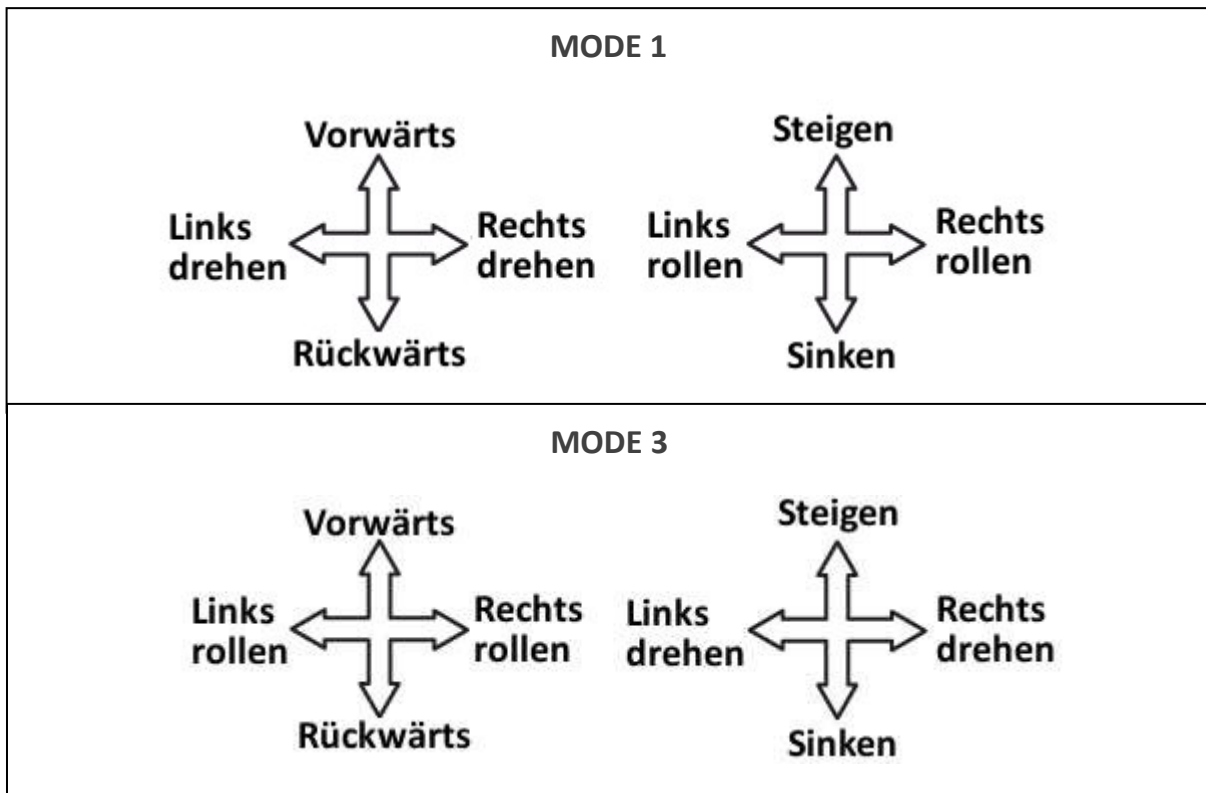 MODE 1
Vorwärts
Links
drehen
Rechts
drehen
Rückwärts
Steigen
Links
rollen
Rechts
rollen
Sinken
MODE 3
Vorwärts
Links
rollen
Rechts
rollen
Rückwärts
Steigen
Links
drehen
Rechts
drehen
Sinken